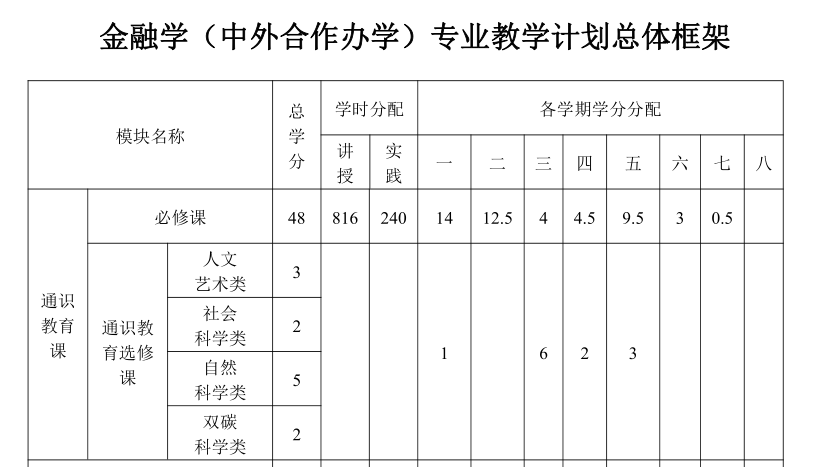 金融学（中外合作办学）专业教学计划总体框架
模块名称 总学分 学时分配 各学期学分分配
讲授 实践 一 二 三 四 五 六 七 八
通识教育课 必修课 48 816 240 14 12.5 4 4.5 9.5 3 0.5
通识教育选修课 人文艺术类 3 1 6 2 3
社会科学类 2
自然科学类 5
双碳科学类 2